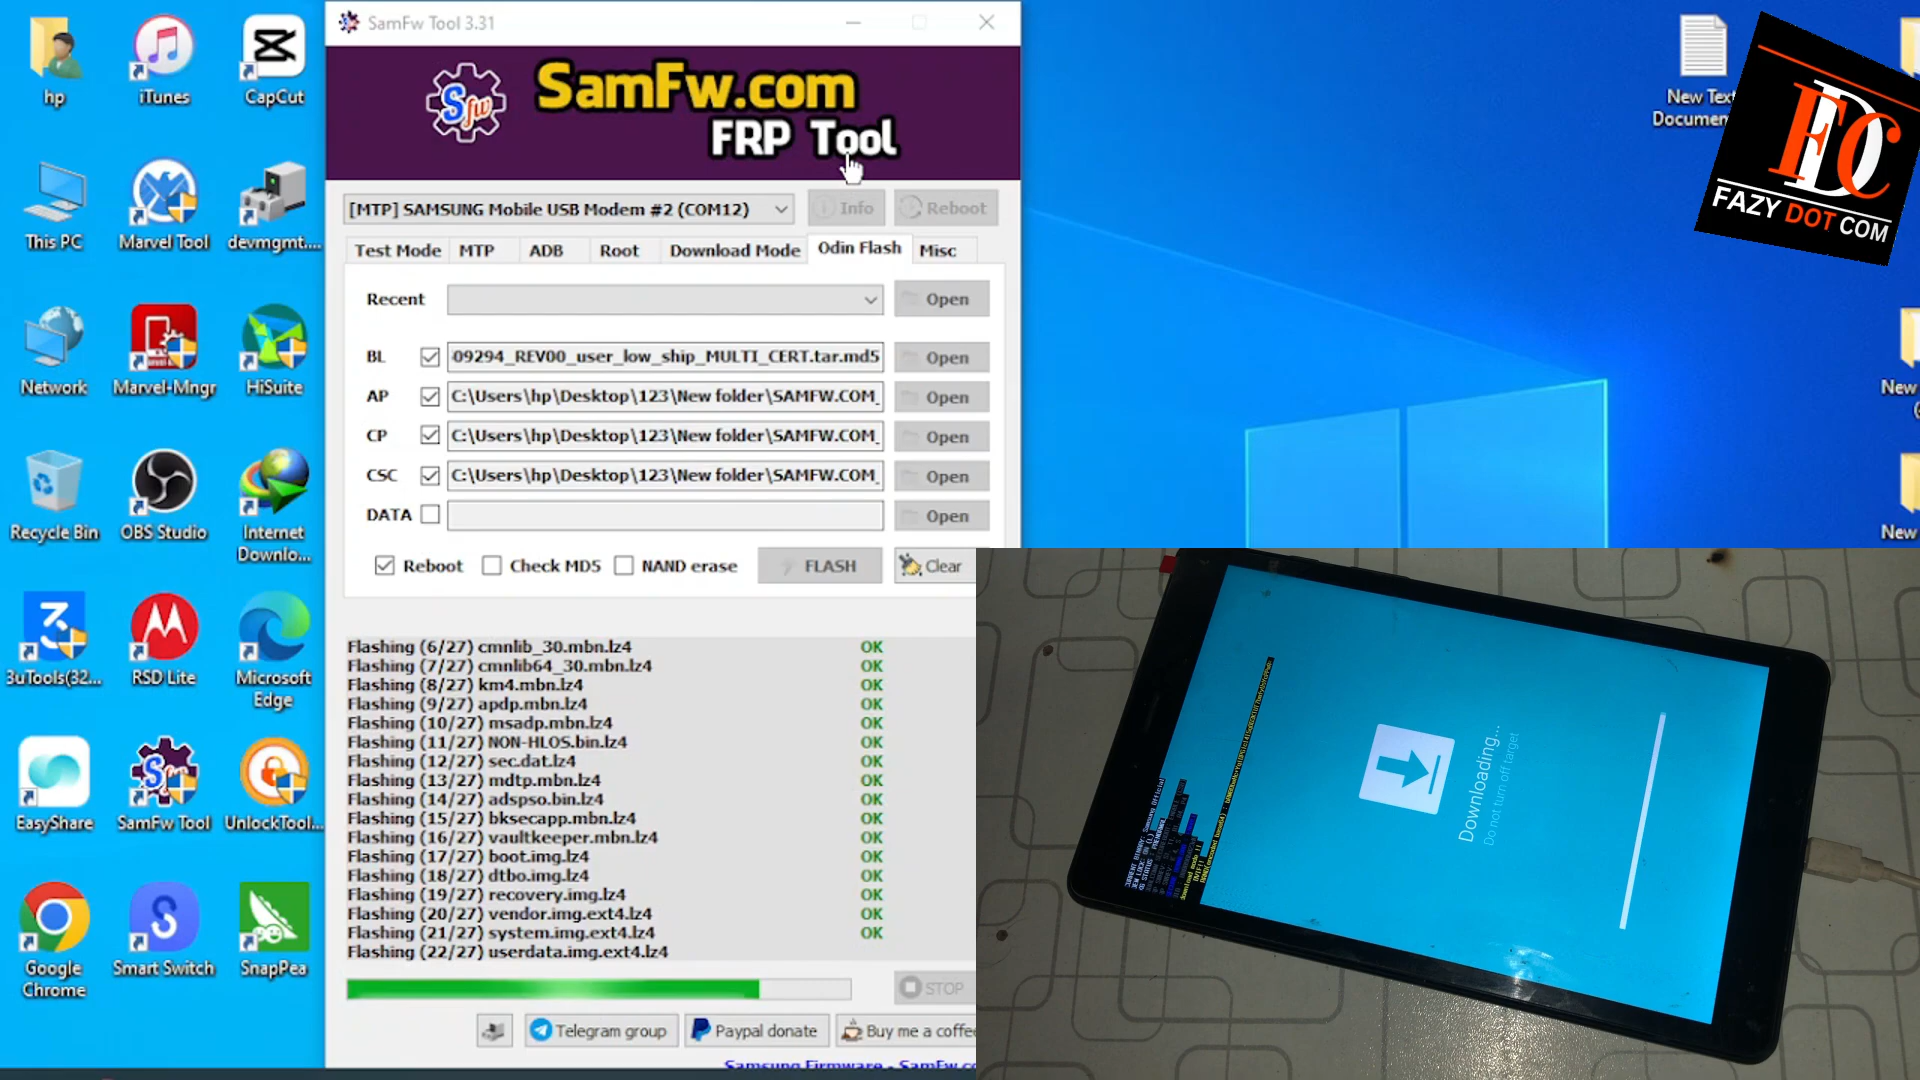 hp
iTunes
CapCut
This PC
Marvel Tool
devmgmt....
Network
Marvel-Mngr
HiSuite
Recycle Bin
OBS Studio
Internet
Downlo...
3uTools(32...
RSD Lite
Microsoft
Edge
EasyShare
SamFw Tool
UnlockTool...
Google
Chrome
Smart Switch
SnapPea
SamFw Tool 3.31
Sfw
SamFw.com
FRP Tool
[MTP] SAMSUNG Mobile USB Modem #2 (COM12)
Info
Reboot
Test Mode
MTP
ADB
Root
Download Mode
Odin Flash
Misc
Recent
Open
BL
09294_REV00_user_low_ship_MULTI_CERT.tar.md5
Open
AP
C:\Users\hp\Desktop\123\New folder\SAMFW.COM_
Open
CP
C:\Users\hp\Desktop\123\New folder\SAMFW.COM_
Open
CSC
C:\Users\hp\Desktop\123\New folder\SAMFW.COM_
Open
DATA
Open
Reboot
Check MD5
NAND erase
FLASH
Clear
Flashing (6/27) cmnlib_30.mbn.lz4 OK
Flashing (7/27) cmnlib64_30.mbn.lz4 OK
Flashing (8/27) km4.mbn.lz4 OK
Flashing (9/27) apdp.mbn.lz4 OK
Flashing (10/27) msadp.mbn.lz4 OK
Flashing (11/27) NON-HLOS.bin.lz4 OK
Flashing (12/27) sec.dat.lz4 OK
Flashing (13/27) mdtp.mbn.lz4 OK
Flashing (14/27) adspso.bin.lz4 OK
Flashing (15/27) bksecapp.mbn.lz4 OK
Flashing (16/27) vaultkeeper.mbn.lz4 OK
Flashing (17/27) boot.img.lz4 OK
Flashing (18/27) dtbo.img.lz4 OK
Flashing (19/27) recovery.img.lz4 OK
Flashing (20/27) vendor.img.ext4.lz4 OK
Flashing (21/27) system.img.ext4.lz4 OK
Flashing (22/27) userdata.img.ext4.lz4
STOP
Telegram group
Paypal donate
Buy me a coffee
Samsung Firmware - SamFw.co
New Text
Documen
FDC
FAZY DOT COM
New
New
Downloading...
Do not turn off target